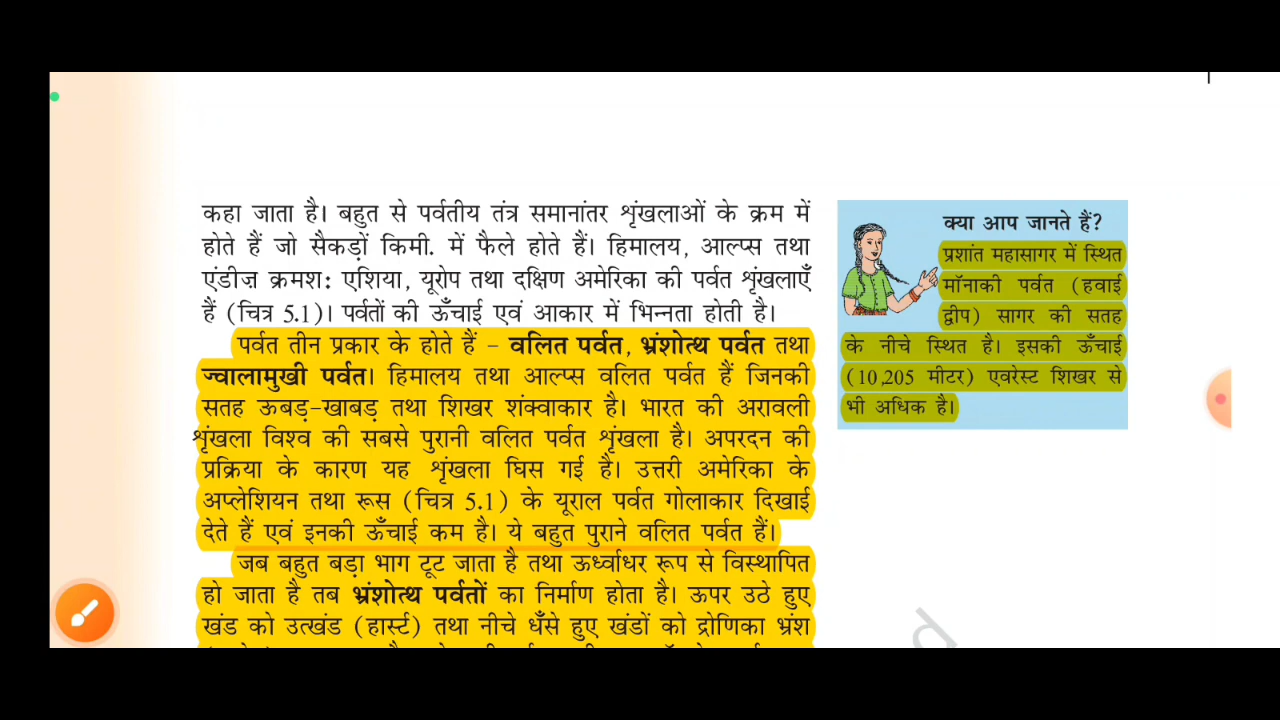 कहा जाता है। बहुत से पर्वतीय तंत्र समानांतर शृंखलाओं के क्रम में
होते हैं जो सैकड़ों किमी. में फैले होते हैं। हिमालय, आल्प्स तथा
एंडीज़ क्रमश: एशिया, यूरोप तथा दक्षिण अमेरिका की पर्वत शृंखलाएँ
हैं (चित्र 5.1)। पर्वतों की ऊँचाई एवं आकार में भिन्नता होती है।
पर्वत तीन प्रकार के होते हैं – वलित पर्वत, भ्रंशोत्थ पर्वत तथा
ज्वालामुखी पर्वत। हिमालय तथा आल्प्स वलित पर्वत हैं जिनकी
सतह ऊबड़-खाबड़ तथा शिखर शंक्वाकार है। भारत की अरावली
शृंखला विश्व की सबसे पुरानी वलित पर्वत शृंखला है। अपरदन की
प्रक्रिया के कारण यह शृंखला घिस गई है। उत्तरी अमेरिका के
अप्लेशियन तथा रूस (चित्र 5.1) के यूराल पर्वत गोलाकार दिखाई
देते हैं एवं इनकी ऊँचाई कम है। ये बहुत पुराने वलित पर्वत हैं।
जब बहुत बड़ा भाग टूट जाता है तथा ऊर्ध्वाधर रूप से विस्थापित
हो जाता है तब भ्रंशोत्थ पर्वतों का निर्माण होता है। ऊपर उठे हुए
खंड को उत्खंड (हार्स्ट) तथा नीचे धँसे हुए खंडों को द्रोणिका भ्रंश
क्या आप जानते हैं?
प्रशांत महासागर में स्थित
मॉनाकी पर्वत (हवाई
द्वीप) सागर की सतह
के नीचे स्थित है। इसकी ऊँचाई
(10,205 मीटर) एवरेस्ट शिखर से
भी अधिक है।